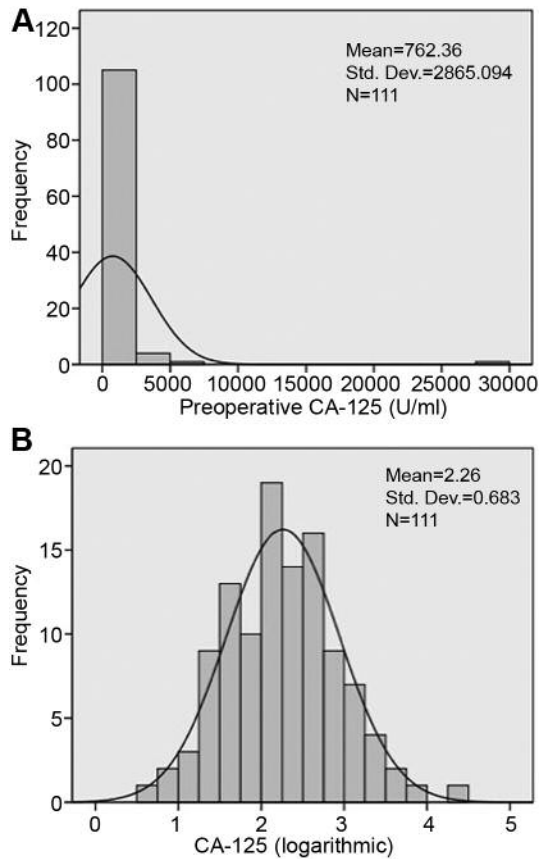 A
120
100
80
60
40
20
0
Frequency
Mean=762.36
Std. Dev.=2865.094
N=111
0 5000 10000 15000 20000 25000 30000
Preoperative CA-125 (U/ml)
B
20
15
10
5
0
Frequency
Mean=2.26
Std. Dev.=0.683
N=111
0 1 2 3 4 5
CA-125 (logarithmic)